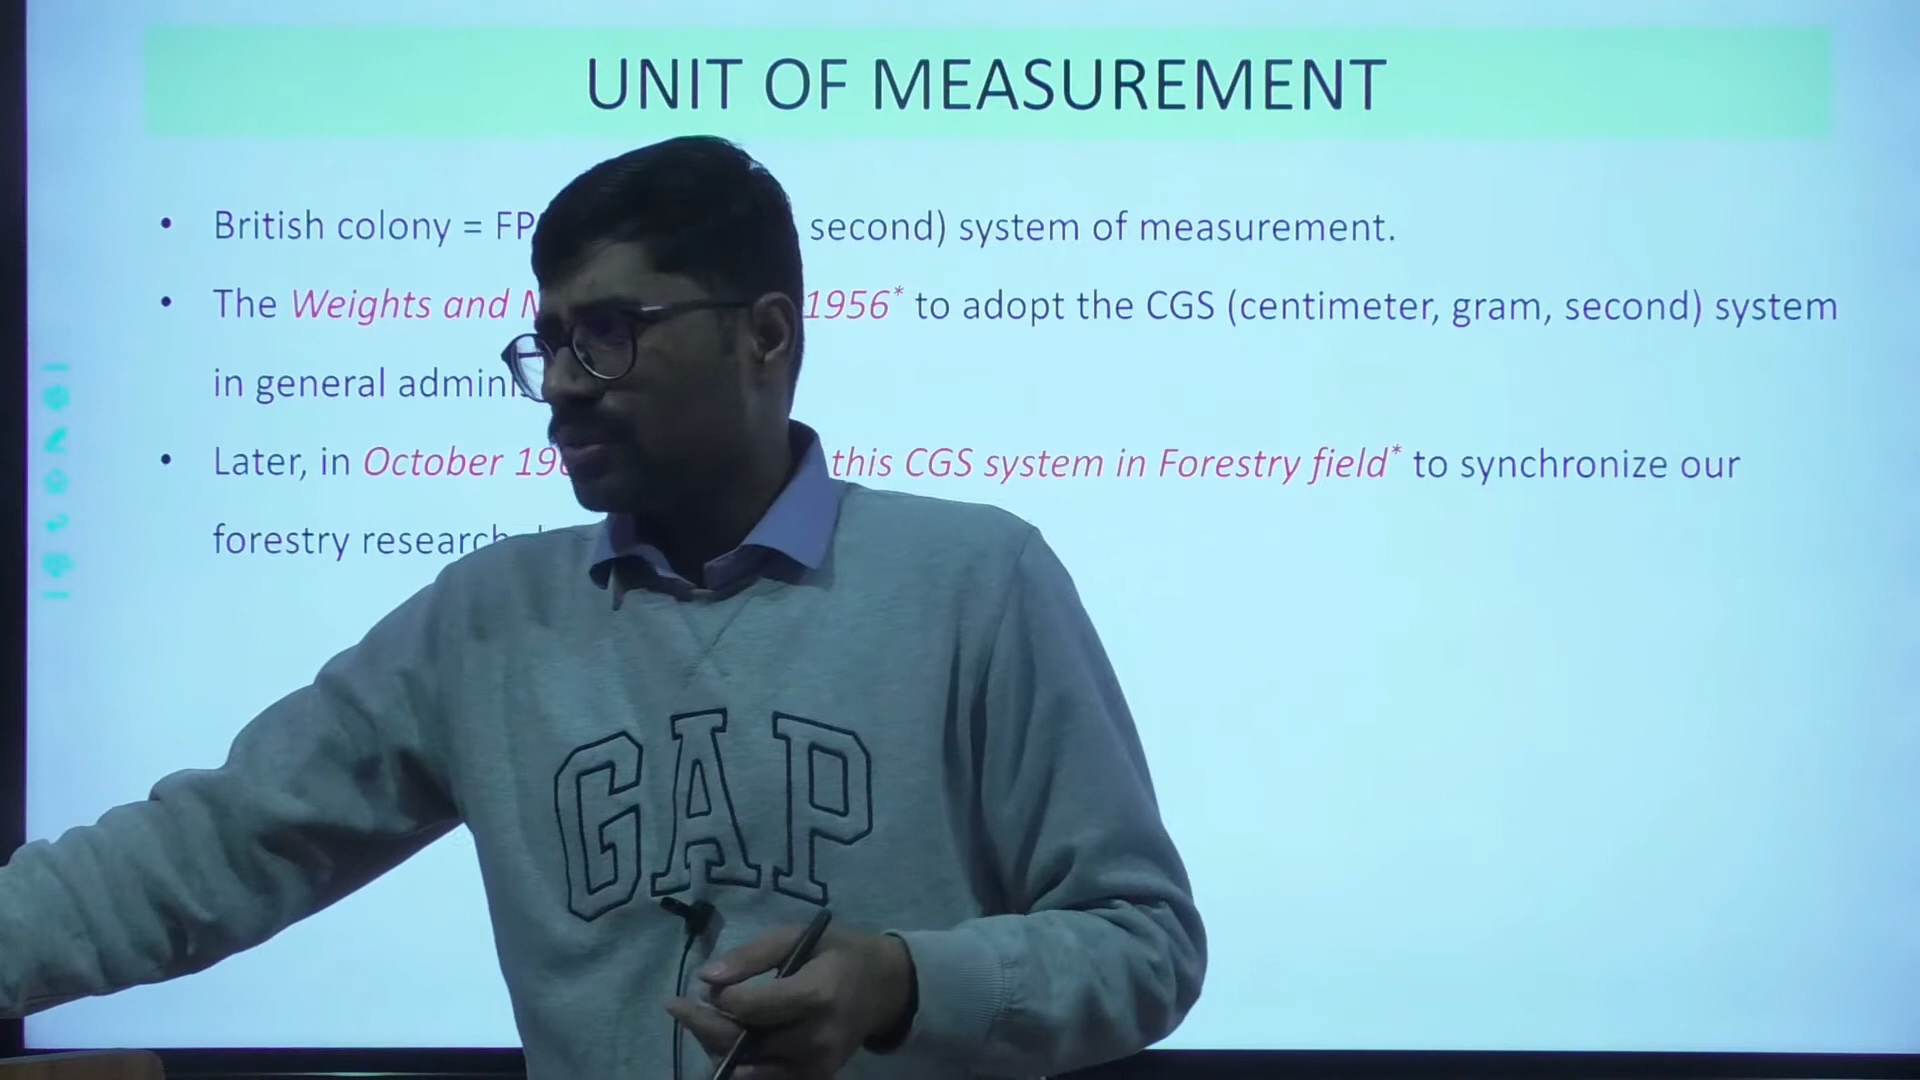 UNIT OF MEASUREMENT
• British colony = FP second) system of measurement.
• The Weights and 1956* to adopt the CGS (centimeter, gram, second) system
in general
• Later, in October this CGS system in Forestry field* to synchronize our
forestry research
GAP